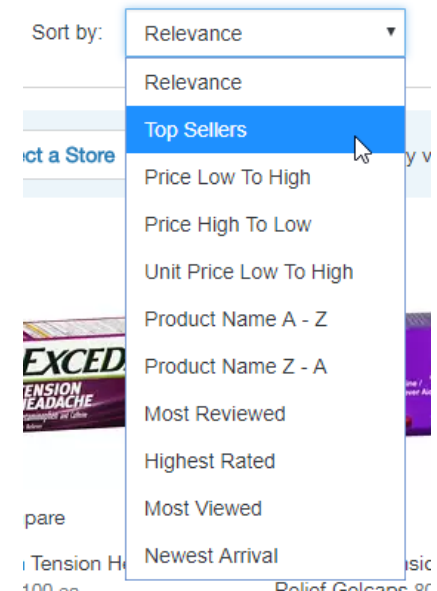 Sort by:
Relevance
Relevance
Top Sellers
ct a Store
y v
Price Low To High
Price High To Low
Unit Price Low To High
Product Name A - Z
Product Name Z - A
EXCED
TENSION
HEADACHE
Most Reviewed
Highest Rated
Most Viewed
pare
Newest Arrival
Tension He
100
Relief Gelcaps 80